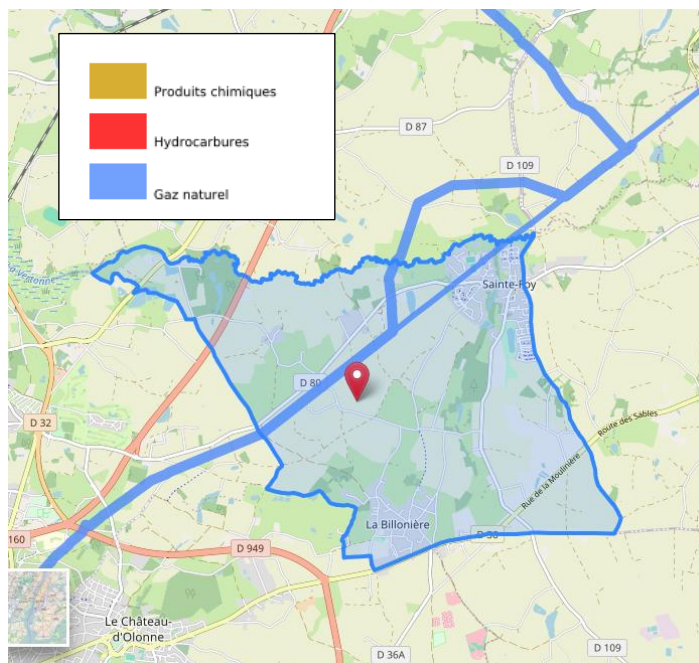 Produits chimiques
Hydrocarbures
Gaz naturel
D 87
D 109
Sainte-Foy
D 80
D 32
Route des Sables
Rue de la Moulinière
La Billonière
160
D 949
Le Château-
d'Olonne
D 36A
D 109